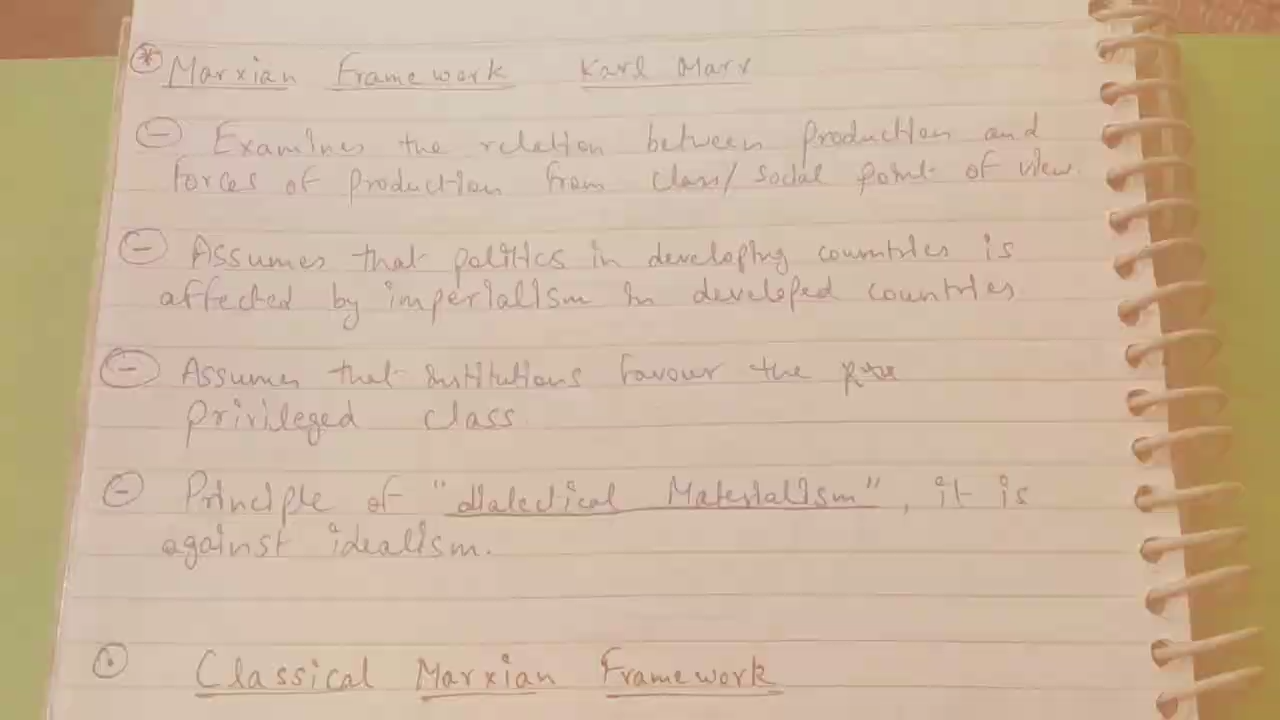 * Marxian Framework Karl Marx
- Examines the relation between production and
forces of production from class/social point of view.
- Assumes that politics in developing countries is
affected by imperialism in developed countries
- Assumes that institutions favour the
privileged class
- Principle of "dialectical Materialism", it is
against idealism.
• Classical Marxian Framework